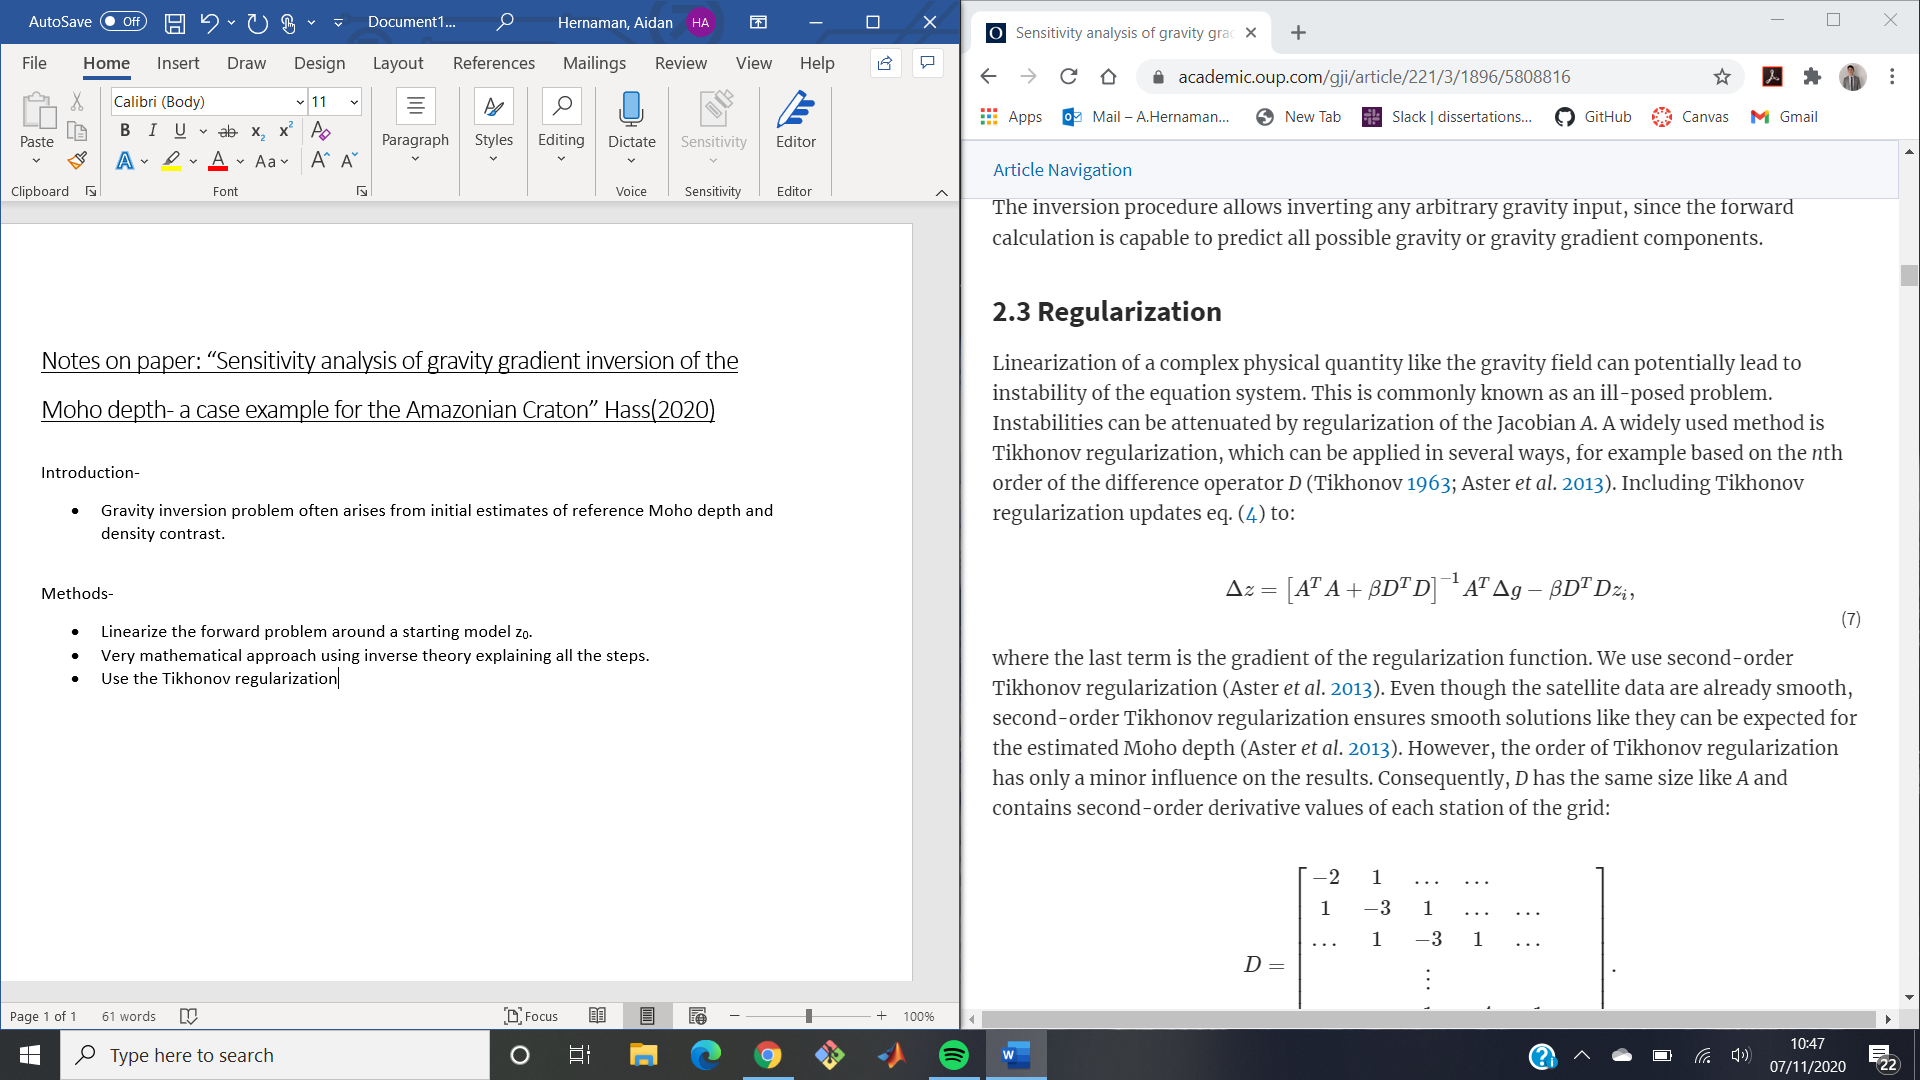 AutoSave Off Document1... Hernaman, Aidan HA
File Home Insert Draw Design Layout References Mailings Review View Help
Calibri (Body) 11
B I U ab x₂ x² A
A A Aa A A
Paste Paragraph Styles Editing Dictate Sensitivity Editor
Clipboard Font Voice Sensitivity Editor
Notes on paper: “Sensitivity analysis of gravity gradient inversion of the
Moho depth- a case example for the Amazonian Craton” Hass(2020)
Introduction-
• Gravity inversion problem often arises from initial estimates of reference Moho depth and
density contrast.
Methods-
• Linearize the forward problem around a starting model z₀.
• Very mathematical approach using inverse theory explaining all the steps.
• Use the Tikhonov regularization
Page 1 of 1 61 words Focus 100%
Sensitivity analysis of gravity grac
academic.oup.com/gji/article/221/3/1896/5808816
Apps Mail – A.Hernaman... New Tab Slack | dissertations... GitHub Canvas Gmail
Article Navigation
The inversion procedure allows inverting any arbitrary gravity input, since the forward
calculation is capable to predict all possible gravity or gravity gradient components.
2.3 Regularization
Linearization of a complex physical quantity like the gravity field can potentially lead to
instability of the equation system. This is commonly known as an ill-posed problem.
Instabilities can be attenuated by regularization of the Jacobian A. A widely used method is
Tikhonov regularization, which can be applied in several ways, for example based on the nth
order of the difference operator D (Tikhonov 1963; Aster et al. 2013). Including Tikhonov
regularization updates eq. (4) to:
Δz = [AᵀA + βDᵀD]⁻¹ AᵀΔg − βDᵀDzᵢ,
(7)
where the last term is the gradient of the regularization function. We use second-order
Tikhonov regularization (Aster et al. 2013). Even though the satellite data are already smooth,
second-order Tikhonov regularization ensures smooth solutions like they can be expected for
the estimated Moho depth (Aster et al. 2013). However, the order of Tikhonov regularization
has only a minor influence on the results. Consequently, D has the same size like A and
contains second-order derivative values of each station of the grid:
−2 1 … …
1 −3 1 … …
… 1 −3 1 …
D = ⋮ .
Type here to search
10:47
07/11/2020
22